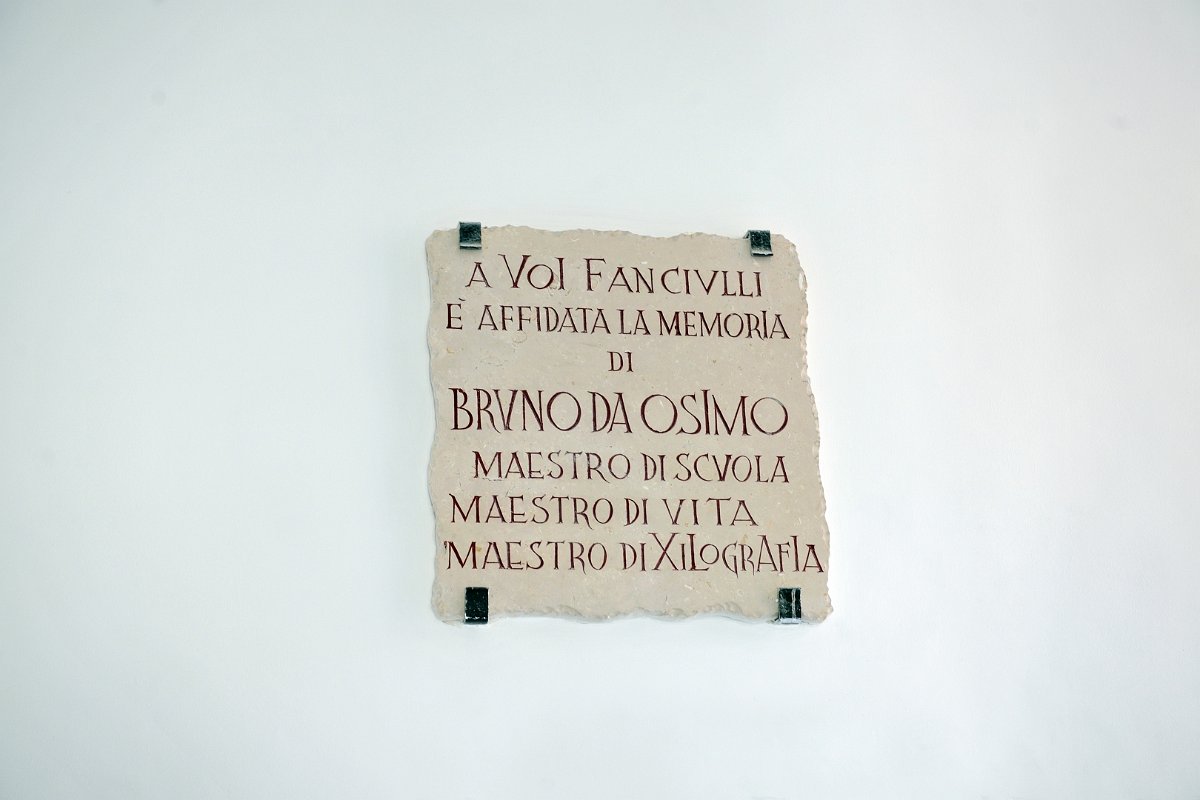 A VOI FANCIVLLI
È AFFIDATA LA MEMORIA
DI
BRVNO DA OSIMO
MAESTRO DI SCVOLA
MAESTRO DI VITA
MAESTRO DI XILOGRAFIA